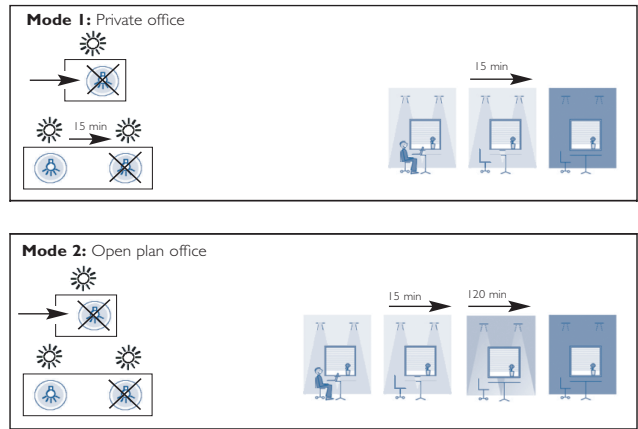 Mode 1: Private office
15 min
15 min
Mode 2: Open plan office
15 min
120 min